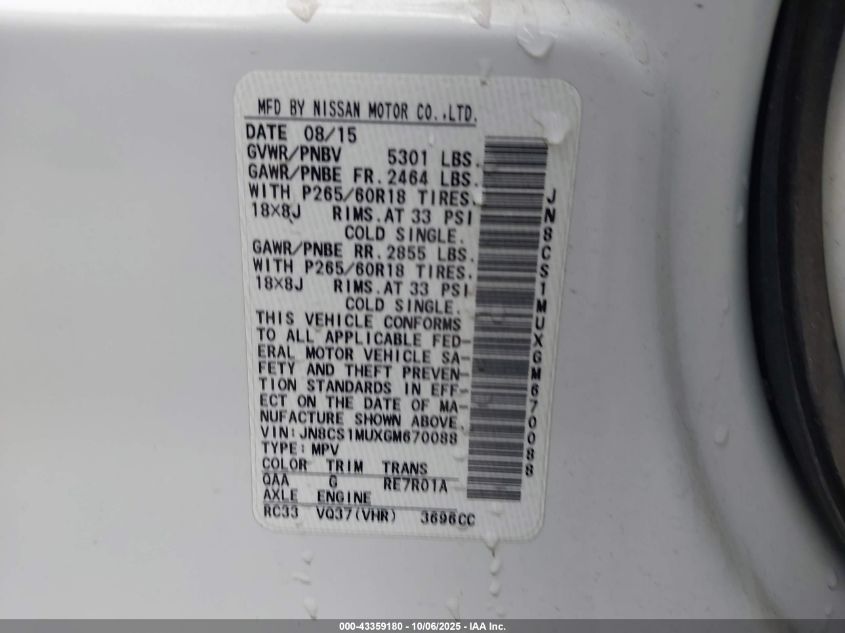 MFD BY NISSAN MOTOR CO.,LTD.
DATE 08/15
GVWR/PNBV 5301 LBS.
GAWR/PNBE FR. 2464 LBS.
WITH P265/60R18 TIRES.
18X8J RIMS.AT 33 PSI
COLD SINGLE.
GAWR/PNBE RR. 2855 LBS.
WITH P265/60R18 TIRES.
18X8J RIMS.AT 33 PSI
COLD SINGLE.
THIS VEHICLE CONFORMS
TO ALL APPLICABLE FED-
ERAL MOTOR VEHICLE SA-
FETY AND THEFT PREVEN-
TION STANDARDS IN EFF-
ECT ON THE DATE OF MA-
NUFACTURE SHOWN ABOVE.
VIN:JN8CS1MUXGM670088
TYPE:MPV
COLOR TRIM TRANS
QAA G RE7R01A
AXLE ENGINE
RC33 VQ37(VHR) 3696CC
JN8CS1MUXGM670088
000-43359180 - 10/06/2025 - IAA Inc.